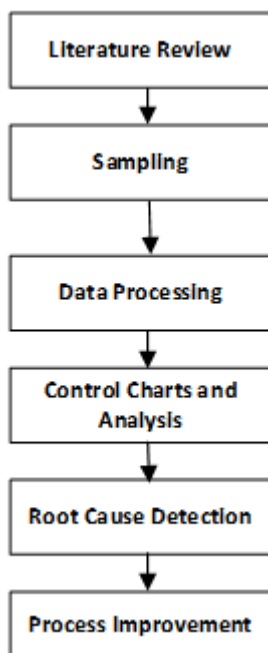 Literature Review
Sampling
Data Processing
Control Charts and
Analysis
Root Cause Detection
Process Improvement